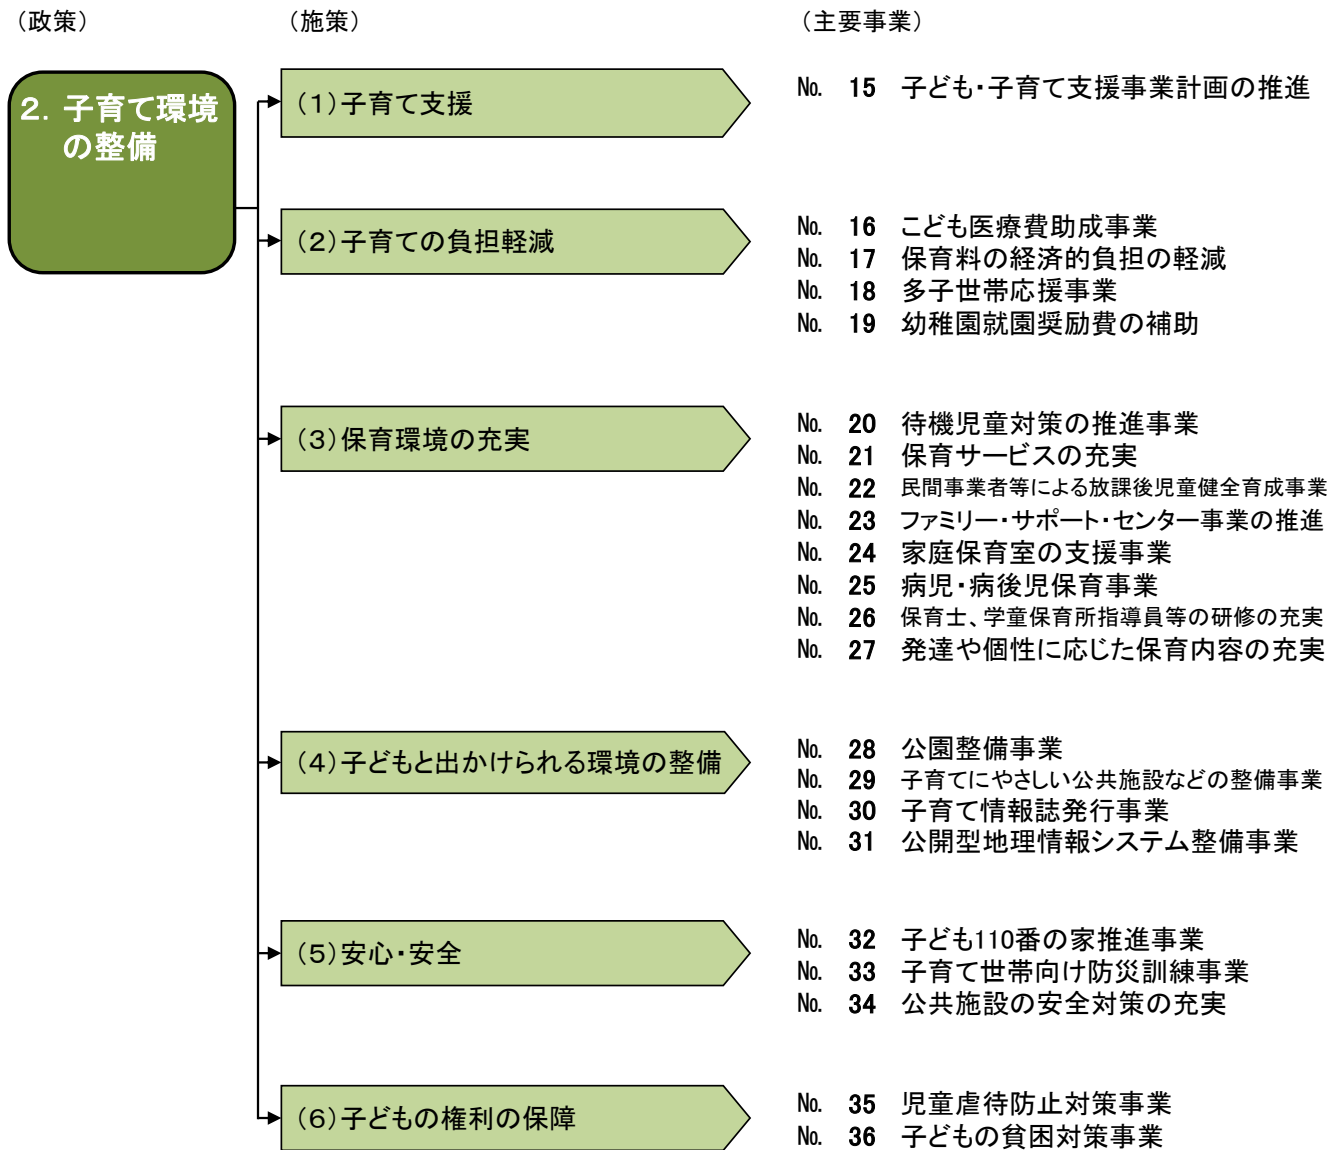 （政策）　（施策）　（主要事業）
２．子育て環境
の整備
（１）子育て支援
№ 15 子ども・子育て支援事業計画の推進
（２）子育ての負担軽減
№ 16 こども医療費助成事業
№ 17 保育料の経済的負担の軽減
№ 18 多子世帯応援事業
№ 19 幼稚園就園奨励費の補助
（３）保育環境の充実
№ 20 待機児童対策の推進事業
№ 21 保育サービスの充実
№ 22 民間事業者等による放課後児童健全育成事業
№ 23 ファミリー・サポート・センター事業の推進
№ 24 家庭保育室の支援事業
№ 25 病児・病後児保育事業
№ 26 保育士、学童保育所指導員等の研修の充実
№ 27 発達や個性に応じた保育内容の充実
（４）子どもと出かけられる環境の整備
№ 28 公園整備事業
№ 29 子育てにやさしい公共施設などの整備事業
№ 30 子育て情報誌発行事業
№ 31 公開型地理情報システム整備事業
（５）安心・安全
№ 32 子ども110番の家推進事業
№ 33 子育て世帯向け防災訓練事業
№ 34 公共施設の安全対策の充実
（６）子どもの権利の保障
№ 35 児童虐待防止対策事業
№ 36 子どもの貧困対策事業